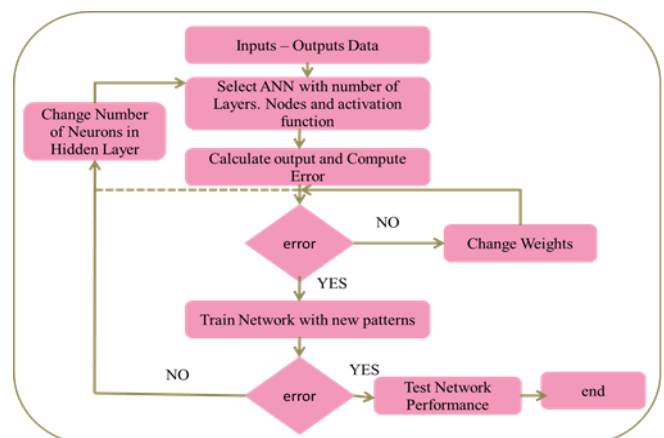 Inputs – Outputs Data
Select ANN with number of
Layers. Nodes and activation
function
Change Number
of Neurons in
Hidden Layer
Calculate output and Compute
Error
error
NO
Change Weights
YES
Train Network with new patterns
error
NO
YES
Test Network
Performance
end